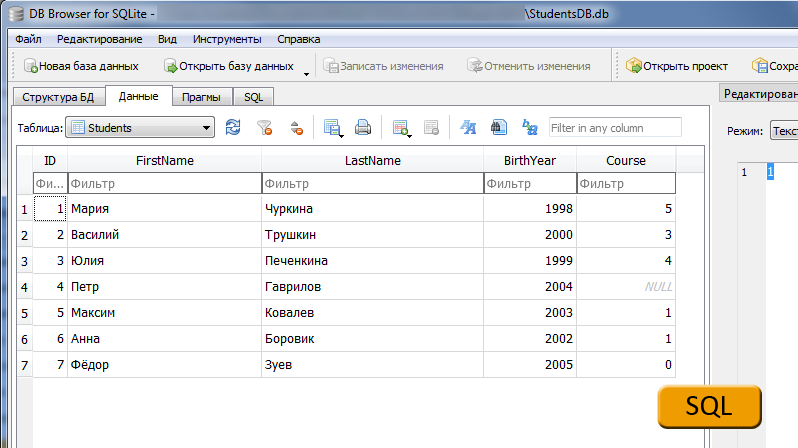 DB Browser for SQLite - \StudentsDB.db
Файл Редактирование Вид Инструменты Справка
Новая база данных Открыть базу данных Записать изменения Отменить изменения Открыть проект Сохра
Структура БД Данные Прагмы SQL Редактирован
Таблица: Students Filter in any column Режим: Текст
ID FirstName LastName BirthYear Course 1 1
Фи... Фильтр Фильтр Фильтр Фильтр
1 1 Мария Чуркина 1998 5
2 2 Василий Трушкин 2000 3
3 3 Юлия Печенкина 1999 4
4 4 Петр Гаврилов 2004 NULL
5 5 Максим Ковалев 2003 1
6 6 Анна Боровик 2002 1
7 7 Фёдор Зуев 2005 0
SQL